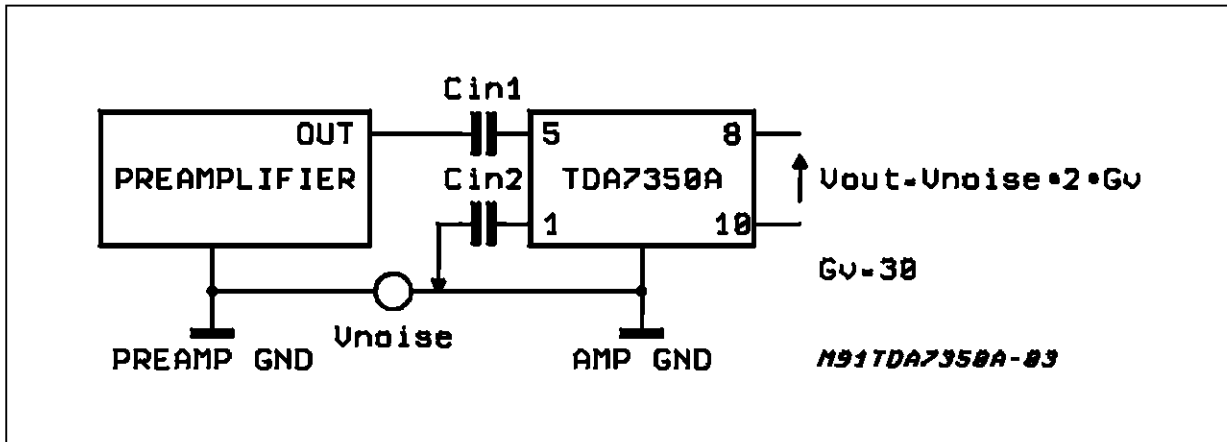 Cin1
OUT
PREAMPLIFIER
5
8
TDA7350A
Cin2
1
10
Vout=Vnoise*2*Gv
Gv=30
Vnoise
PREAMP GND
AMP GND
M91TDA7350A-03